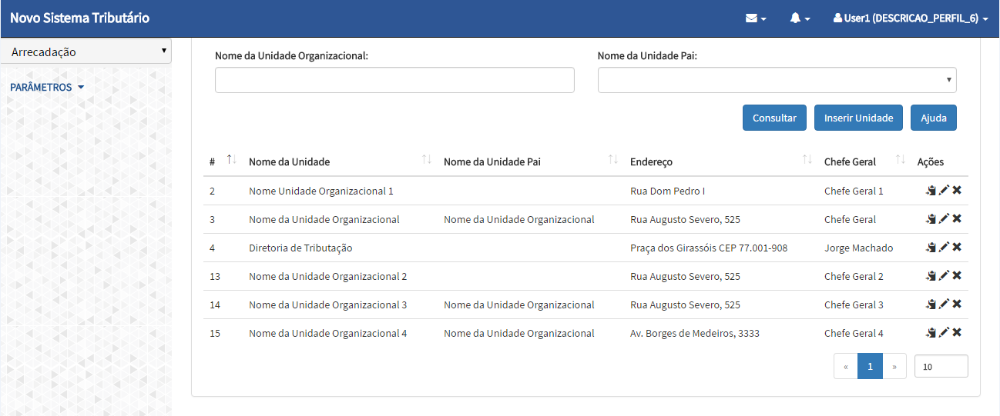 Novo Sistema Tributário
User1 (DESCRICAO_PERFIL_6)
Arrecadação
PARÂMETROS
Nome da Unidade Organizacional: Nome da Unidade Pai:
Consultar Inserir Unidade Ajuda
# Nome da Unidade Nome da Unidade Pai Endereço Chefe Geral Ações
2 Nome Unidade Organizacional 1 Rua Dom Pedro I Chefe Geral 1
3 Nome da Unidade Organizacional Nome da Unidade Organizacional Rua Augusto Severo, 525 Chefe Geral
4 Diretoria de Tributação Praça dos Girassóis CEP 77.001-908 Jorge Machado
13 Nome da Unidade Organizacional 2 Rua Augusto Severo, 525 Chefe Geral 2
14 Nome da Unidade Organizacional 3 Nome da Unidade Organizacional Rua Augusto Severo, 525 Chefe Geral 3
15 Nome da Unidade Organizacional 4 Nome da Unidade Organizacional Av. Borges de Medeiros, 3333 Chefe Geral 4
« 1 » 10